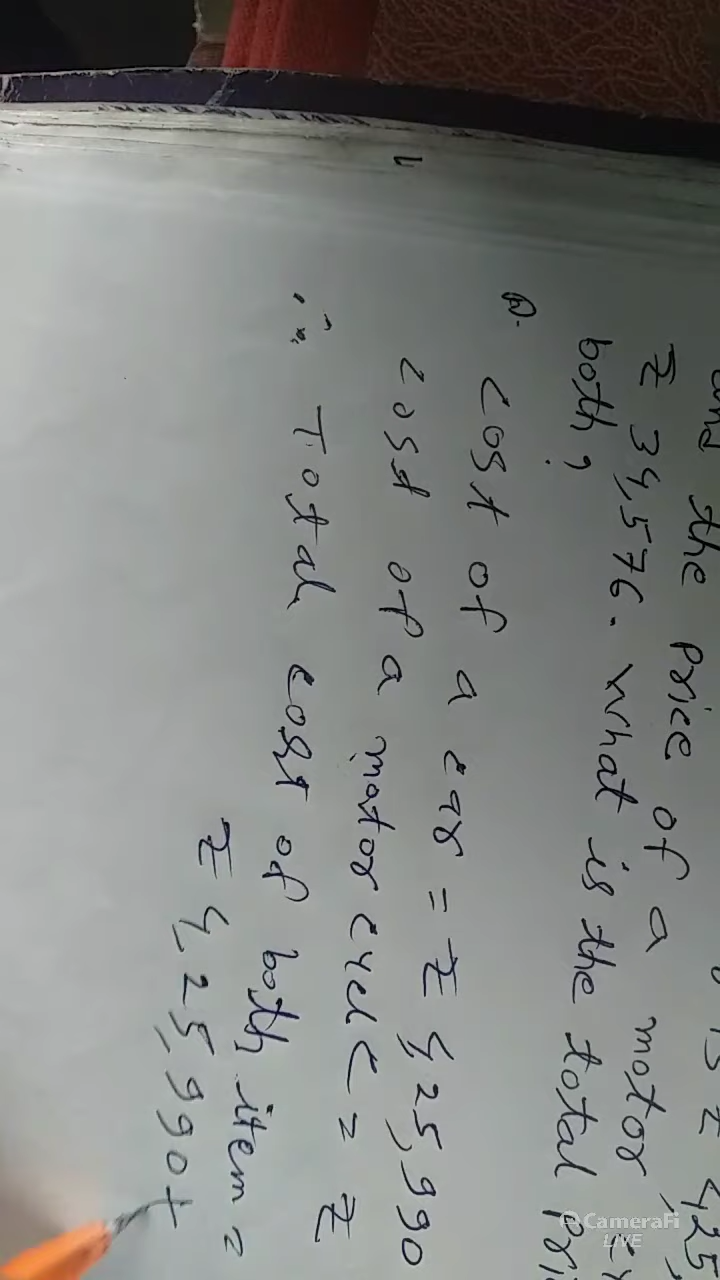 the price of a motor
₹ 34,576. What is the total
both?
cost of a car = ₹ 4,25,990
cost of a motor cycle = ₹
∴ Total cost of both item =
₹ 4,25,990+
CameraFi
LIVE